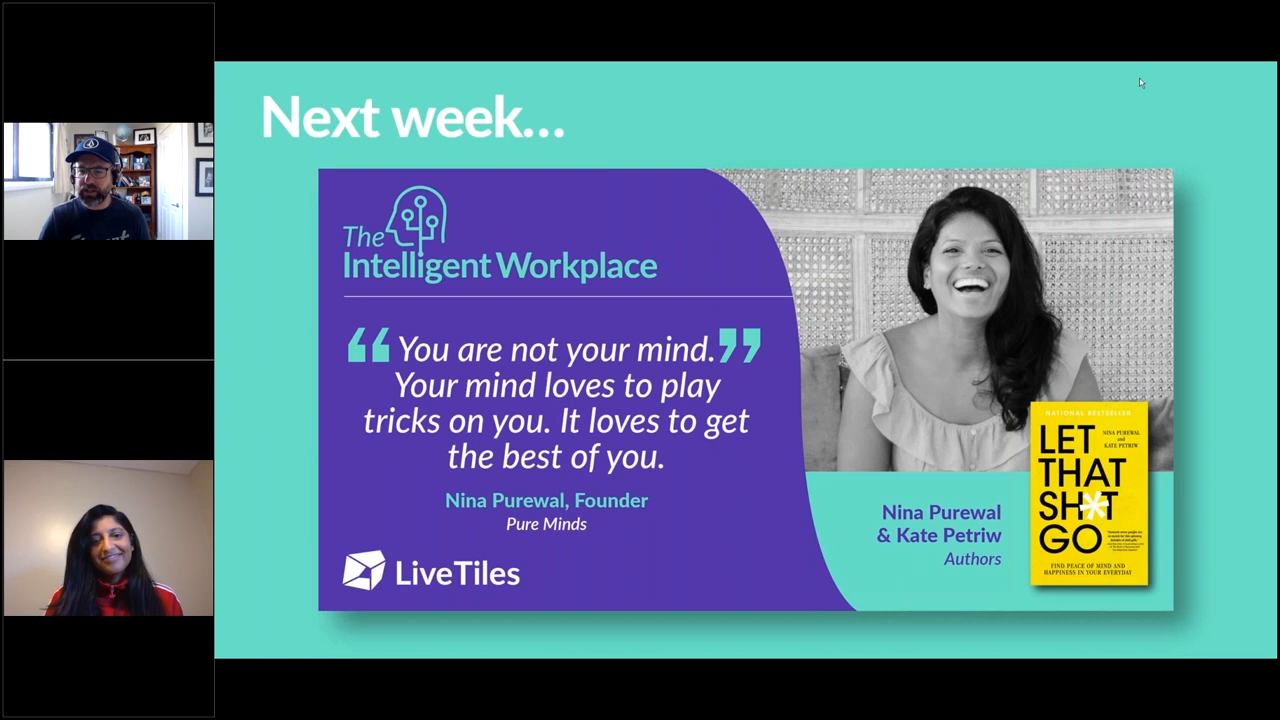 Next week...
The
Intelligent Workplace
“ You are not your mind. ”
Your mind loves to play
tricks on you. It loves to get
the best of you.
Nina Purewal, Founder
Pure Minds
LiveTiles
Nina Purewal
& Kate Petriw
Authors
NATIONAL BESTSELLER
LET
THAT
SH*T
GO
NINA PUREWAL
and
KATE PETRIW
FIND PEACE OF MIND AND
HAPPINESS IN YOUR EVERYDAY